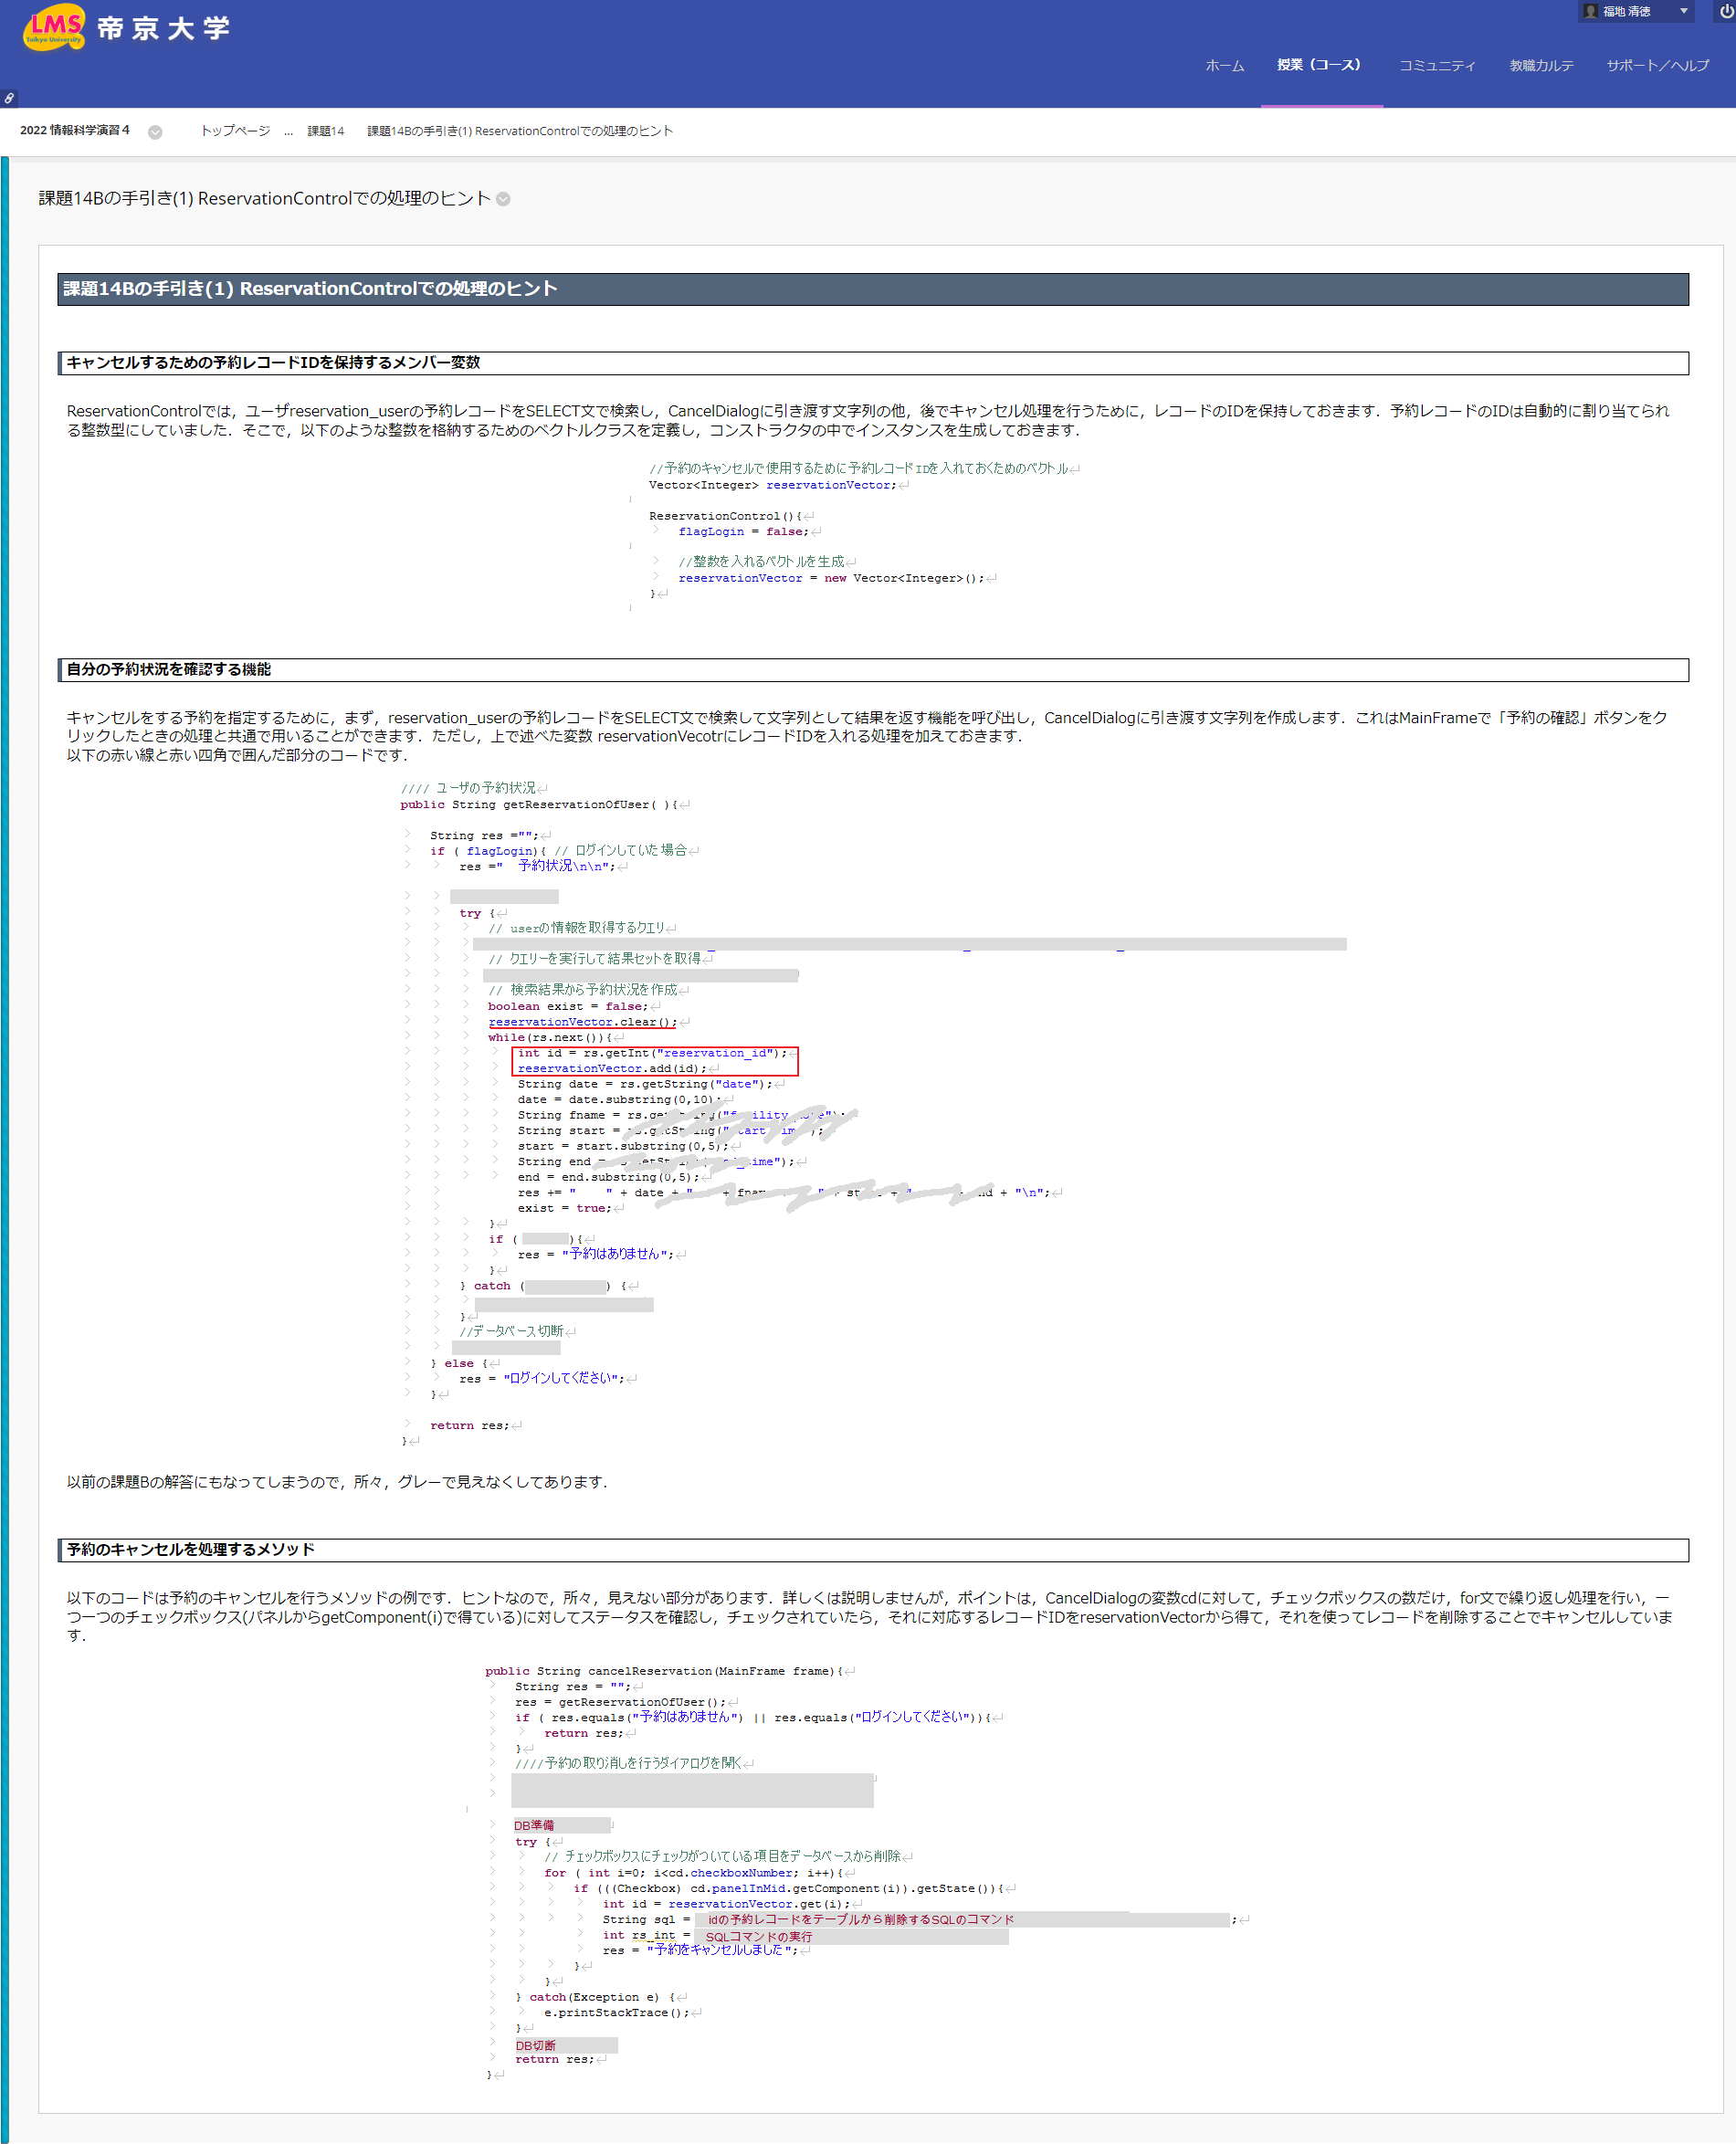 LMS
Teikyo University
帝京大学
福地 清徳
ホーム
授業（コース）
コミュニティ
教職カルテ
サポート／ヘルプ
2022 情報科学演習４
トップページ
...
課題14
課題14Bの手引き(1) ReservationControlでの処理のヒント
課題14Bの手引き(1) ReservationControlでの処理のヒント
課題14Bの手引き(1) ReservationControlでの処理のヒント
キャンセルするための予約レコードIDを保持するメンバー変数
ReservationControlでは，ユーザreservation_userの予約レコードをSELECT文で検索し，CancelDialogに引き渡す文字列の他，後でキャンセル処理を行うために，レコードのIDを保持しておきます．予約レコードのIDは自動的に割り当てられ
る整数型にしていました．そこで，以下のような整数を格納するためのベクトルクラスを定義し，コンストラクタの中でインスタンスを生成しておきます．
//予約のキャンセルで使用するために予約レコードIDを入れておくためのベクトル
Vector<Integer> reservationVector;
ReservationControl(){
flagLogin = false;
//整数を入れるベクトルを生成
reservationVector = new Vector<Integer>();
}
自分の予約状況を確認する機能
キャンセルをする予約を指定するために，まず，reservation_userの予約レコードをSELECT文で検索して文字列として結果を返す機能を呼び出し，CancelDialogに引き渡す文字列を作成します．これはMainFrameで「予約の確認」ボタンをク
リックしたときの処理と共通で用いることができます．ただし，上で述べた変数 reservationVecotrにレコードIDを入れる処理を加えておきます．
以下の赤い線と赤い四角で囲んだ部分のコードです．
//// ユーザの予約状況
public String getReservationOfUser( ){
String res ="";
if ( flagLogin){ // ログインしていた場合
res ="　予約状況\n\n";
try {
// userの情報を取得するクエリ
// クエリーを実行して結果セットを取得
// 検索結果から予約状況を作成
boolean exist = false;
reservationVector.clear();
while(rs.next()){
int id = rs.getInt("reservation_id");
reservationVector.add(id);
String date = rs.getString("date");
date = date.substring(0,10);
String fname =
String start =
start = start.substring(0,5);
String end =
end = end.substring(0,5);
res += "　　" + date + "
+ "\n";
exist = true;
}
if ( ){
res = "予約はありません";
}
} catch ( ) {
}
//データベース切断
} else {
res = "ログインしてください";
}
return res;
}
以前の課題Bの解答にもなってしまうので，所々，グレーで見えなくしてあります．
予約のキャンセルを処理するメソッド
以下のコードは予約のキャンセルを行うメソッドの例です．ヒントなので，所々，見えない部分があります．詳しくは説明しませんが，ポイントは，CancelDialogの変数cdに対して，チェックボックスの数だけ，for文で繰り返し処理を行い，一
つ一つのチェックボックス(パネルからgetComponent(i)で得ている)に対してステータスを確認し，チェックされていたら，それに対応するレコードIDをreservationVectorから得て，それを使ってレコードを削除することでキャンセルしていま
す．
public String cancelReservation(MainFrame frame){
String res = "";
res = getReservationOfUser();
if ( res.equals("予約はありません") || res.equals("ログインしてください")){
return res;
}
////予約の取り消しを行うダイアログを開く
DB準備
try {
// チェックボックスにチェックがついている項目をデータベースから削除
for ( int i=0; i<cd.checkboxNumber; i++){
if (((Checkbox) cd.panelInMid.getComponent(i)).getState()){
int id = reservationVector.get(i);
String sql = idの予約レコードをテーブルから削除するSQLのコマンド ;
int rs_int = SQLコマンドの実行
res = "予約をキャンセルしました";
}
}
} catch(Exception e) {
e.printStackTrace();
}
DB切断
return res;
}